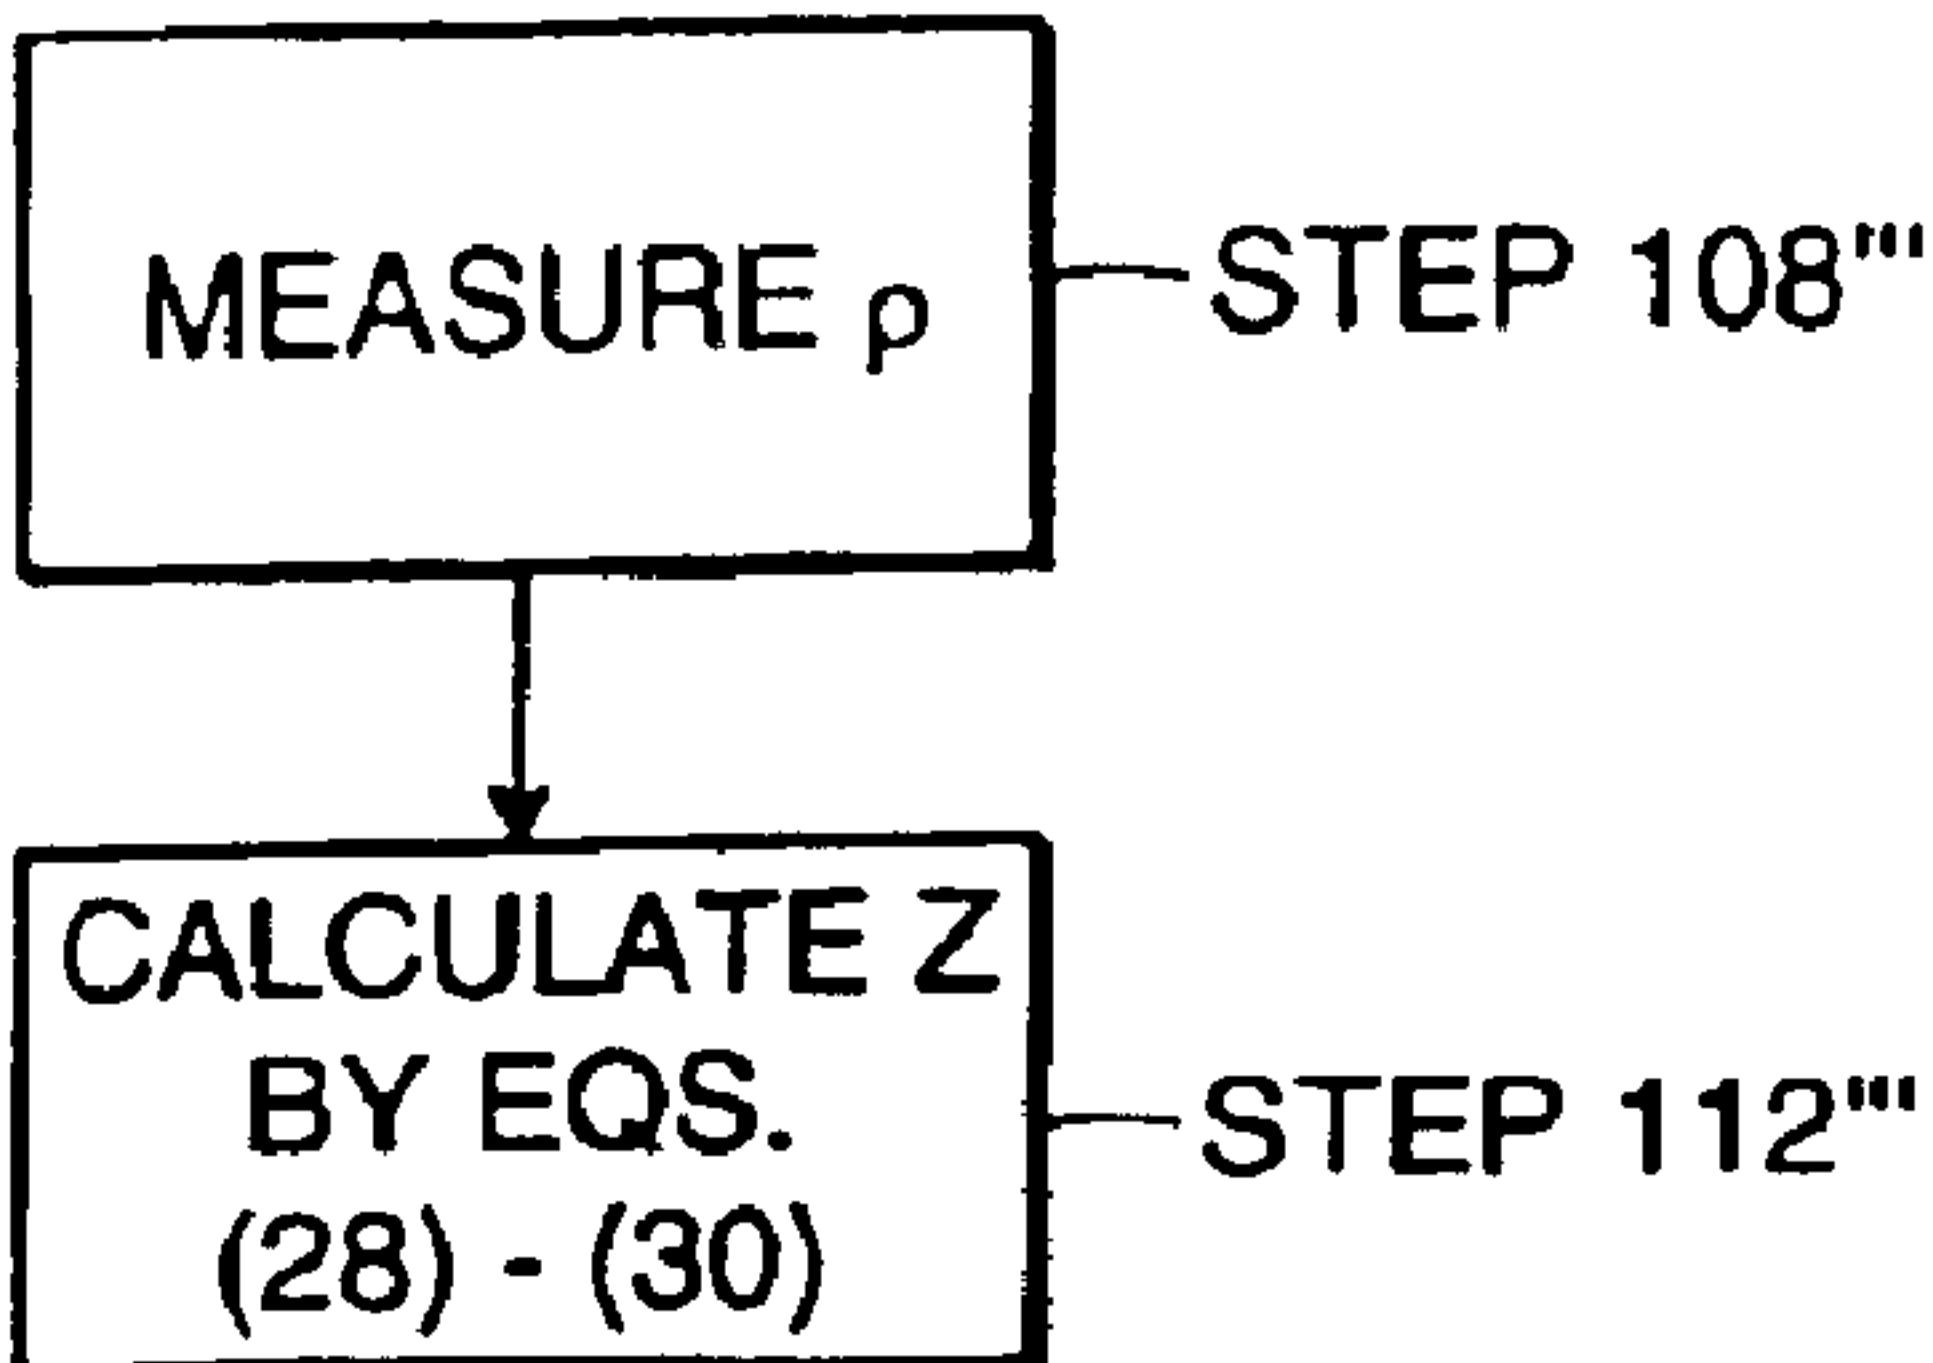 MEASURE ρ
STEP 108'''
CALCULATE Z
BY EQS.
(28) - (30)
STEP 112'''